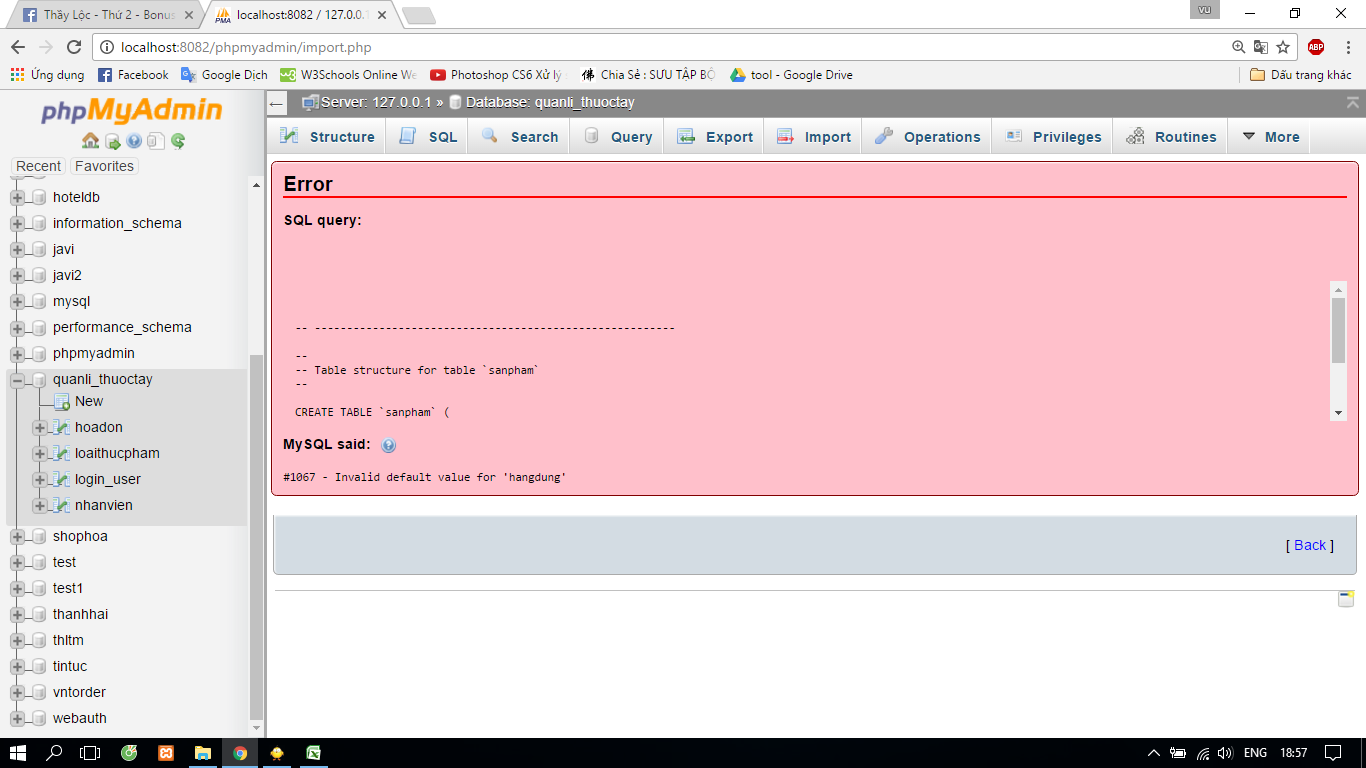 Thầy Lộc - Thứ 2 - Bonus
localhost:8082 / 127.0.0.1
vu
localhost:8082/phpmyadmin/import.php
ABP
Ứng dụng
Facebook
Google Dịch
W3Schools Online We
Photoshop CS6 Xử lý
Chia Sẻ : SƯU TẬP BỘ
tool - Google Drive
Dấu trang khác
phpMyAdmin
Recent
Favorites
hoteldb
information_schema
javi
javi2
mysql
performance_schema
phpmyadmin
quanli_thuoctay
New
hoadon
loaithucpham
login_user
nhanvien
shophoa
test
test1
thanhhai
thltm
tintuc
vntorder
webauth
Server: 127.0.0.1 » Database: quanli_thuoctay
Structure
SQL
Search
Query
Export
Import
Operations
Privileges
Routines
More
Error
SQL query:
-- --------------------------------------------------------
--
-- Table structure for table `sanpham`
--
CREATE TABLE `sanpham` (
MySQL said:
#1067 - Invalid default value for 'hangdung'
[ Back ]
ENG
18:57